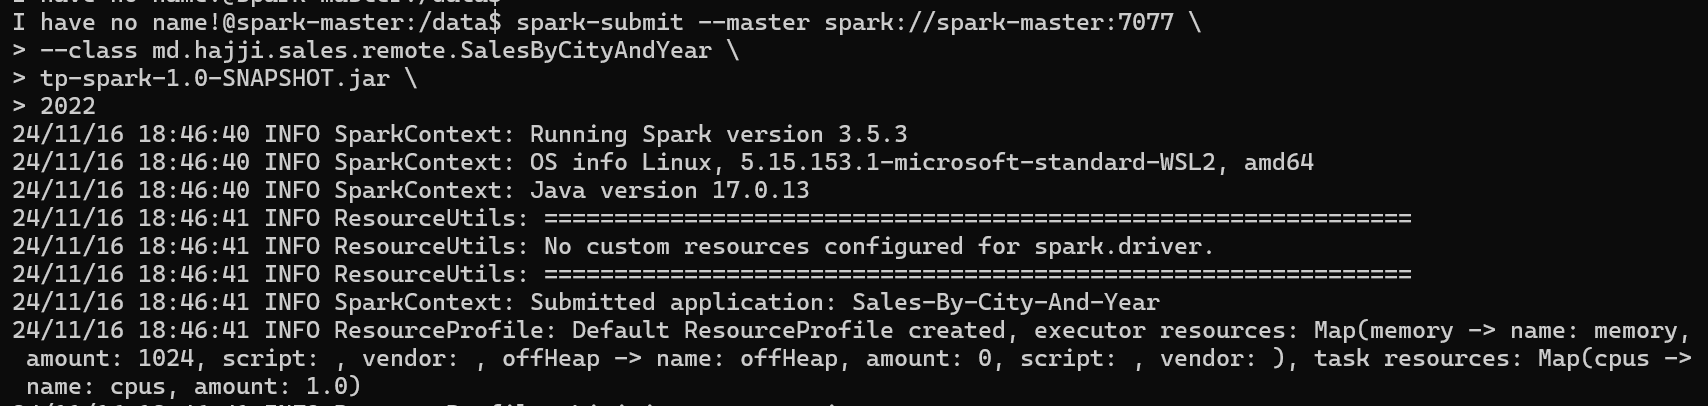 I have no name!@spark-master:/data$ spark-submit --master spark://spark-master:7077 \
> --class md.hajji.sales.remote.SalesByCityAndYear \
> tp-spark-1.0-SNAPSHOT.jar \
> 2022
24/11/16 18:46:40 INFO SparkContext: Running Spark version 3.5.3
24/11/16 18:46:40 INFO SparkContext: OS info Linux, 5.15.153.1-microsoft-standard-WSL2, amd64
24/11/16 18:46:40 INFO SparkContext: Java version 17.0.13
24/11/16 18:46:41 INFO ResourceUtils: ==============================================================
24/11/16 18:46:41 INFO ResourceUtils: No custom resources configured for spark.driver.
24/11/16 18:46:41 INFO ResourceUtils: ==============================================================
24/11/16 18:46:41 INFO SparkContext: Submitted application: Sales-By-City-And-Year
24/11/16 18:46:41 INFO ResourceProfile: Default ResourceProfile created, executor resources: Map(memory -> name: memory,
 amount: 1024, script: , vendor: , offHeap -> name: offHeap, amount: 0, script: , vendor: ), task resources: Map(cpus ->
 name: cpus, amount: 1.0)